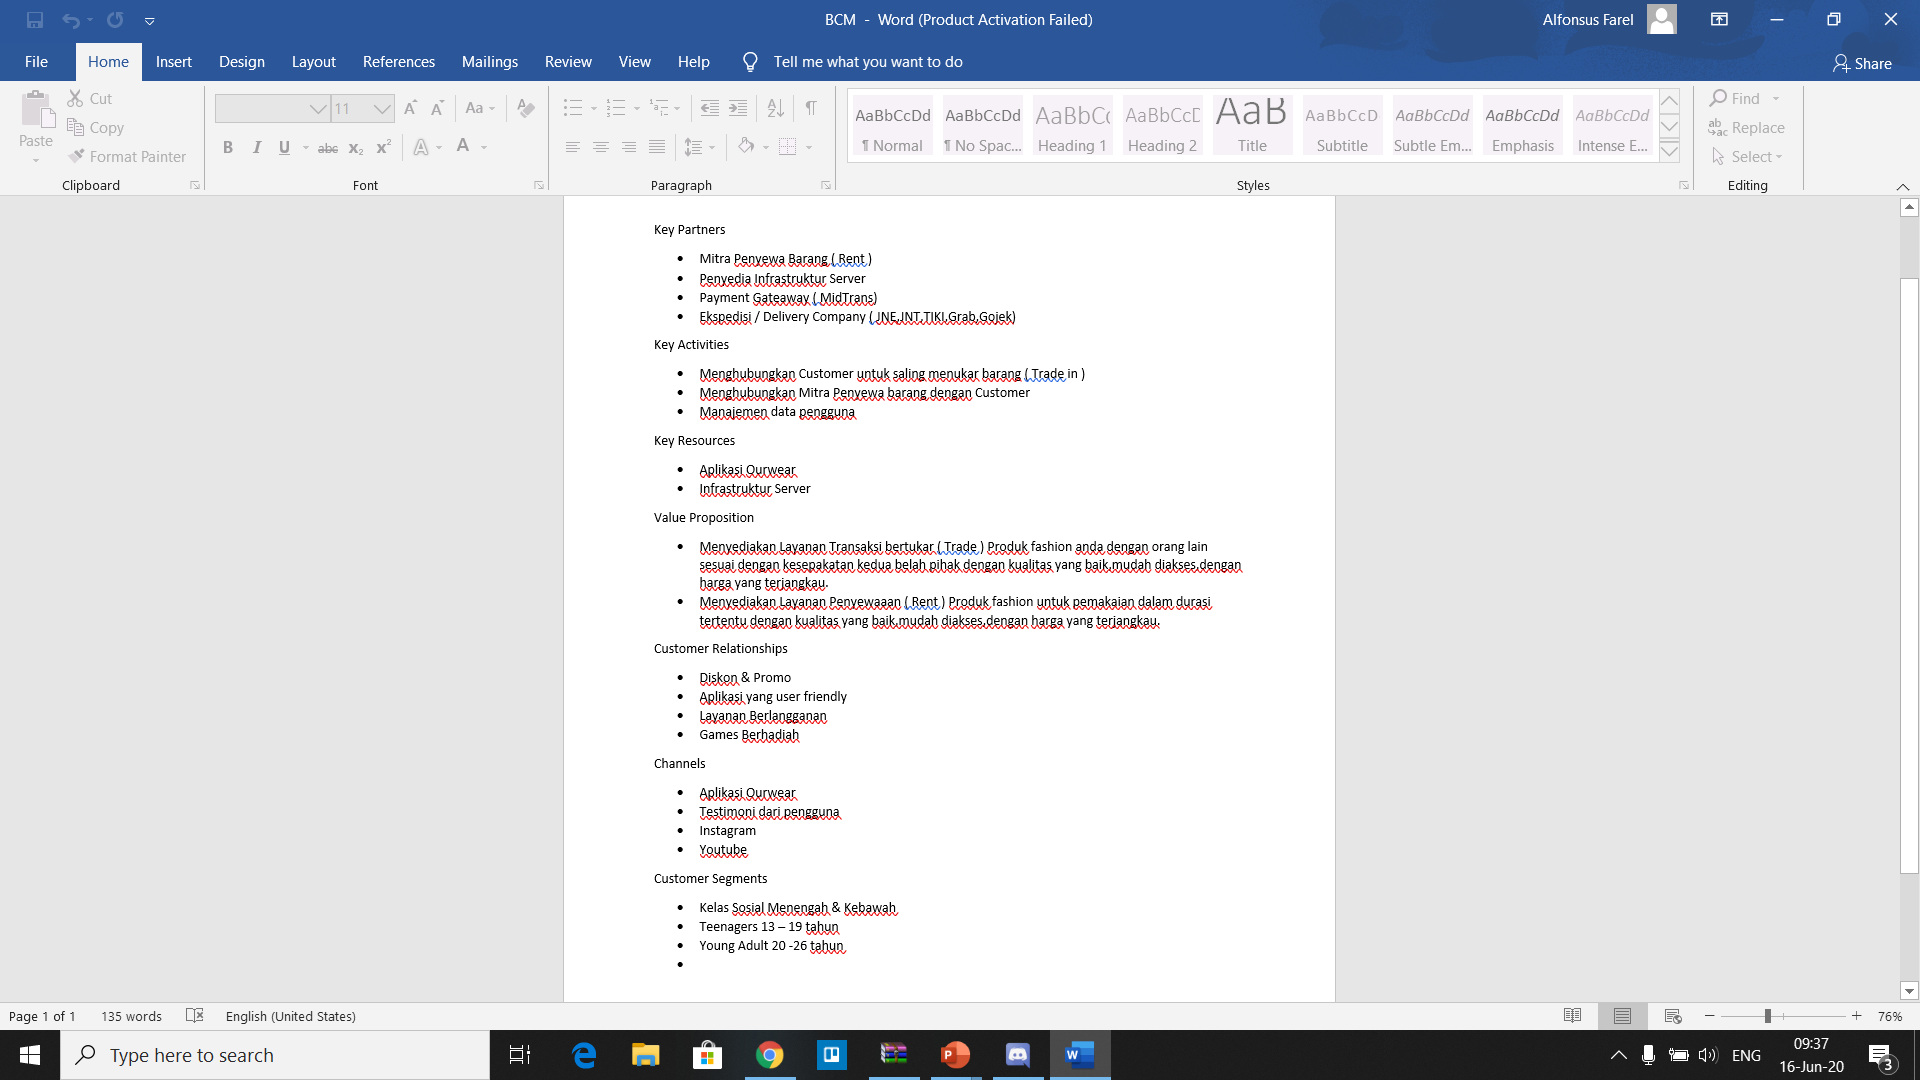 BCM - Word (Product Activation Failed)
Alfonsus Farel
File Home Insert Design Layout References Mailings Review View Help Tell me what you want to do
Share
Paste
Cut
Copy
Format Painter
Clipboard
11
Aa
B I U abc x2 x2 A A
Font
Paragraph
AaBbCcDd AaBbCcDd AaBbCc AaBbCcD AaB AaBbCcD AaBbCcDd AaBbCcDd AaBbCcDd
¶ Normal ¶ No Spac... Heading 1 Heading 2 Title Subtitle Subtle Em... Emphasis Intense E...
Styles
Find
Replace
Select
Editing
Key Partners
• Mitra Penyewa Barang ( Rent )
• Penyedia Infrastruktur Server
• Payment Gateaway ( MidTrans)
• Ekspedisi / Delivery Company ( JNE,JNT,TIKI,Grab,Gojek)
Key Activities
• Menghubungkan Customer untuk saling menukar barang ( Trade in )
• Menghubungkan Mitra Penyewa barang dengan Customer
• Manajemen data pengguna
Key Resources
• Aplikasi Ourwear
• Infrastruktur Server
Value Proposition
• Menyediakan Layanan Transaksi bertukar ( Trade ) Produk fashion anda dengan orang lain
sesuai dengan kesepakatan kedua belah pihak dengan kualitas yang baik,mudah diakses,dengan
harga yang terjangkau.
• Menyediakan Layanan Penyewaaan ( Rent ) Produk fashion untuk pemakaian dalam durasi
tertentu dengan kualitas yang baik,mudah diakses,dengan harga yang terjangkau.
Customer Relationships
• Diskon & Promo
• Aplikasi yang user friendly
• Layanan Berlangganan
• Games Berhadiah
Channels
• Aplikasi Ourwear
• Testimoni dari pengguna
• Instagram
• Youtube
Customer Segments
• Kelas Sosial Menengah & Kebawah
• Teenagers 13 – 19 tahun
• Young Adult 20 -26 tahun
•
Page 1 of 1 135 words English (United States)
76%
Type here to search
ENG
09:37
16-Jun-20
3